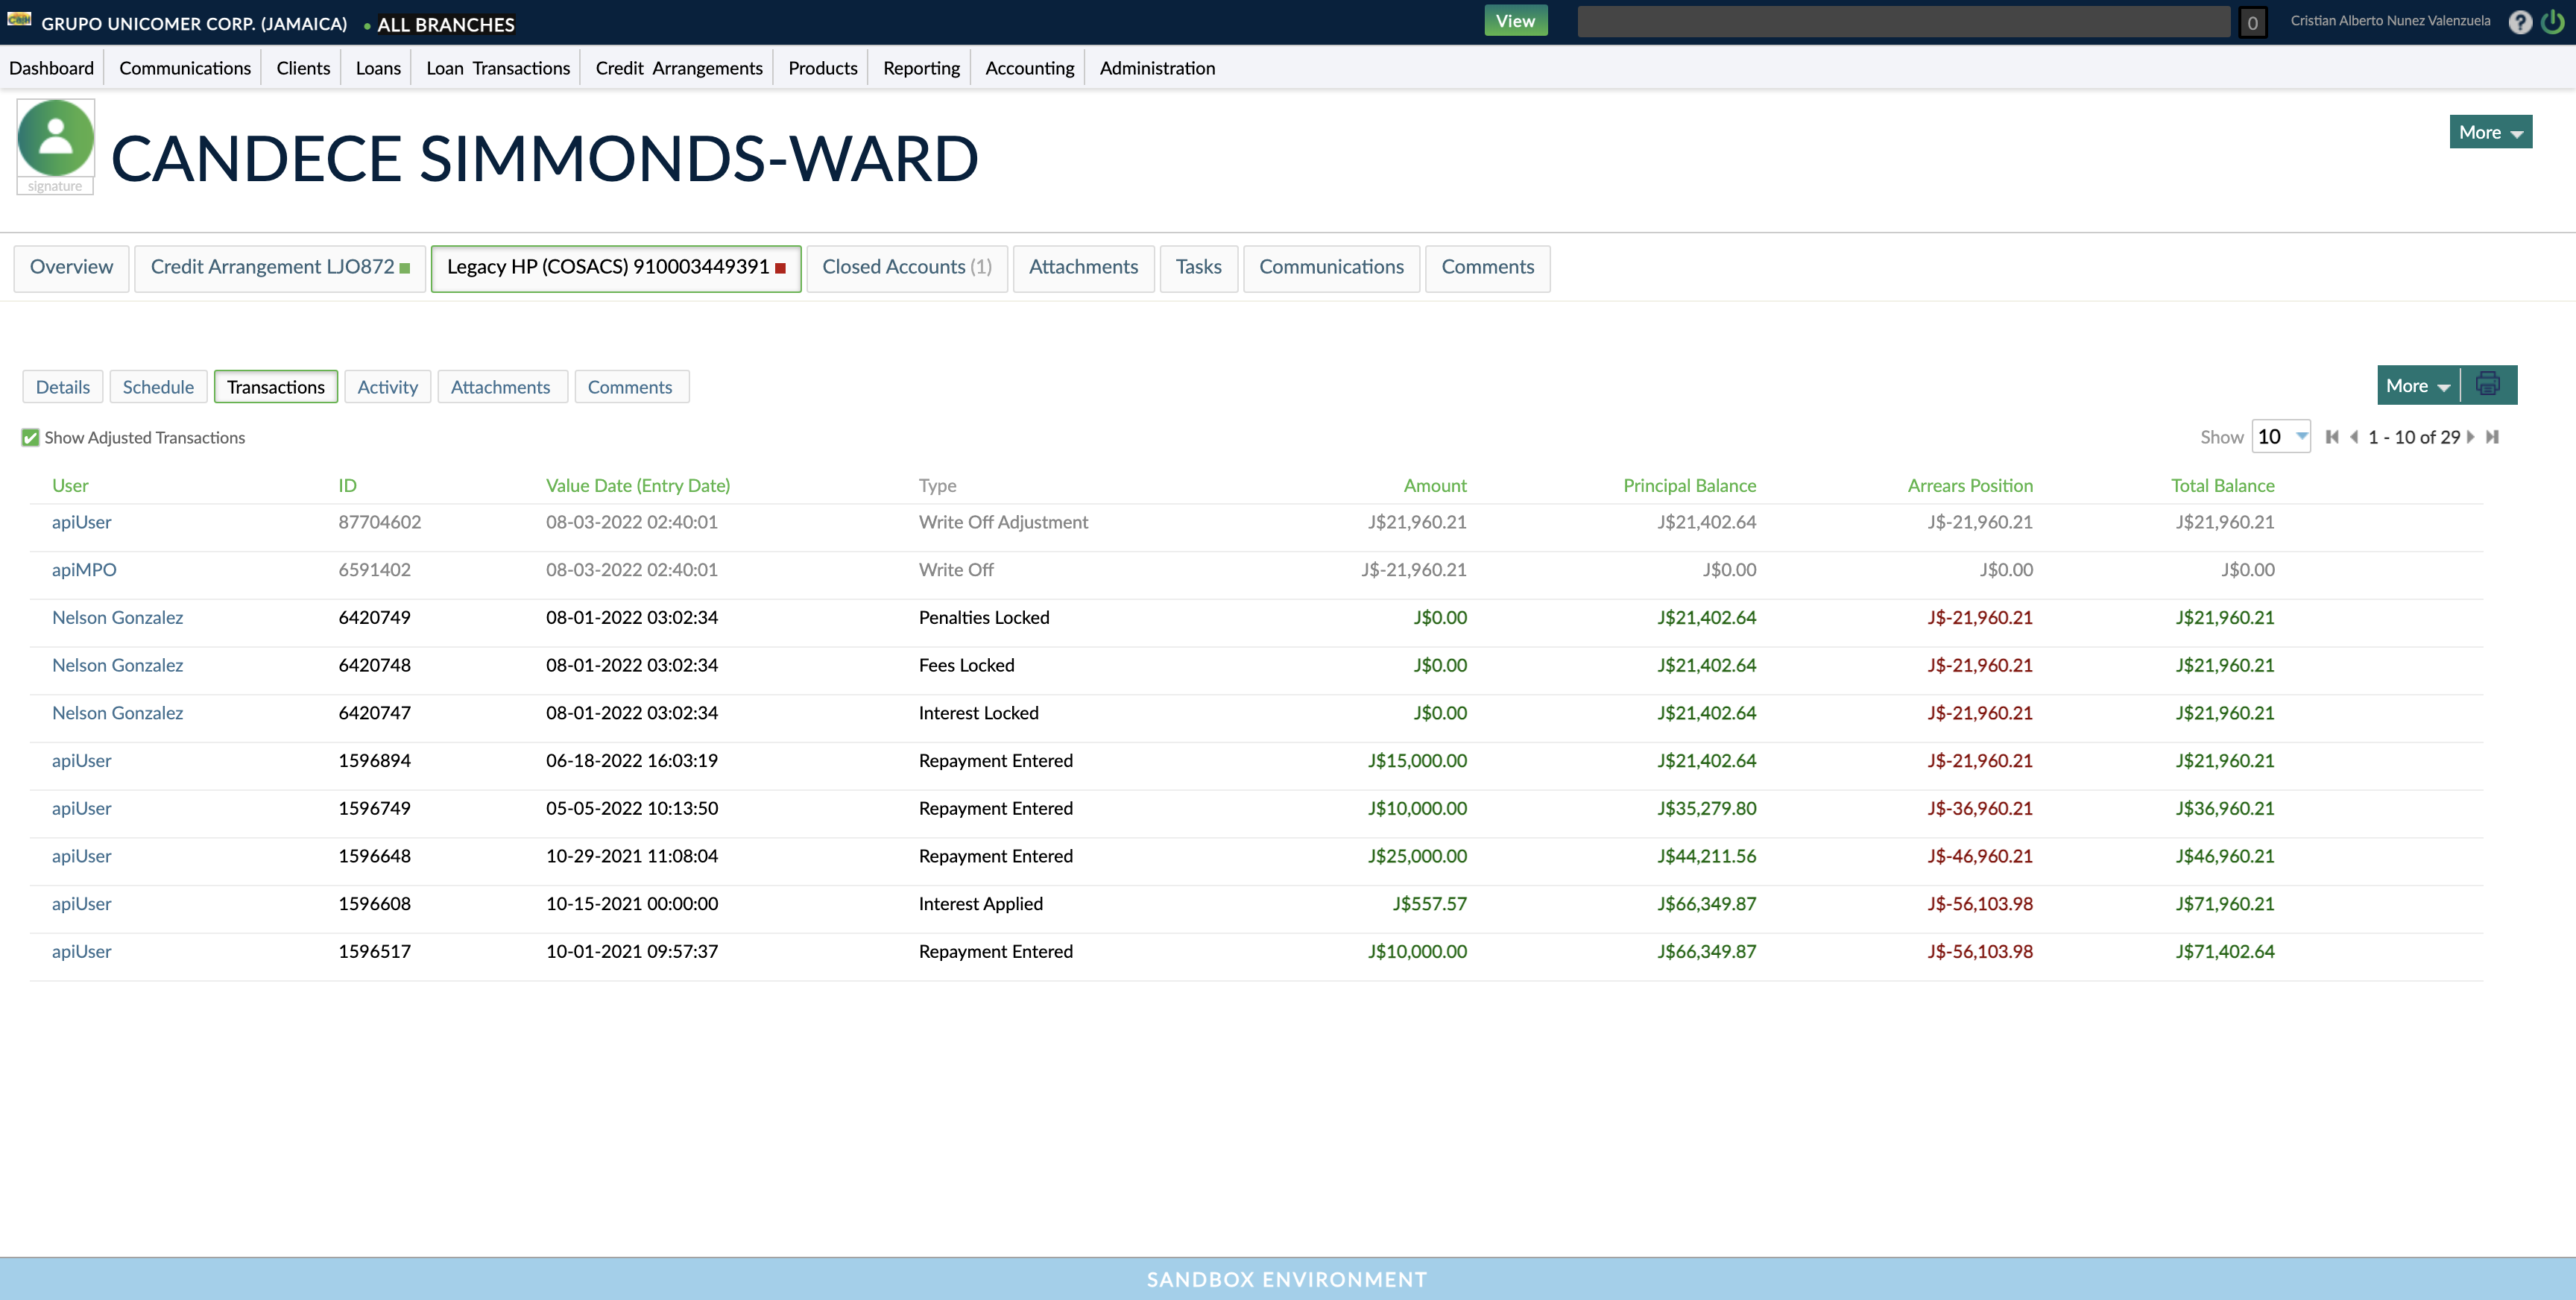 GRUPO UNICOMER CORP. (JAMAICA) • ALL BRANCHES View 0 Cristian Alberto Nunez Valenzuela ?
Dashboard Communications Clients Loans Loan Transactions Credit Arrangements Products Reporting Accounting Administration
signature
CANDECE SIMMONDS-WARD
More
Overview Credit Arrangement LJO872 Legacy HP (COSACS) 910003449391 Closed Accounts (1) Attachments Tasks Communications Comments
Details Schedule Transactions Activity Attachments Comments More
Show Adjusted Transactions Show 10 1 - 10 of 29
User ID Value Date (Entry Date) Type Amount Principal Balance Arrears Position Total Balance
apiUser 87704602 08-03-2022 02:40:01 Write Off Adjustment J$21,960.21 J$21,402.64 J$-21,960.21 J$21,960.21
apiMPO 6591402 08-03-2022 02:40:01 Write Off J$-21,960.21 J$0.00 J$0.00 J$0.00
Nelson Gonzalez 6420749 08-01-2022 03:02:34 Penalties Locked J$0.00 J$21,402.64 J$-21,960.21 J$21,960.21
Nelson Gonzalez 6420748 08-01-2022 03:02:34 Fees Locked J$0.00 J$21,402.64 J$-21,960.21 J$21,960.21
Nelson Gonzalez 6420747 08-01-2022 03:02:34 Interest Locked J$0.00 J$21,402.64 J$-21,960.21 J$21,960.21
apiUser 1596894 06-18-2022 16:03:19 Repayment Entered J$15,000.00 J$21,402.64 J$-21,960.21 J$21,960.21
apiUser 1596749 05-05-2022 10:13:50 Repayment Entered J$10,000.00 J$35,279.80 J$-36,960.21 J$36,960.21
apiUser 1596648 10-29-2021 11:08:04 Repayment Entered J$25,000.00 J$44,211.56 J$-46,960.21 J$46,960.21
apiUser 1596608 10-15-2021 00:00:00 Interest Applied J$557.57 J$66,349.87 J$-56,103.98 J$71,960.21
apiUser 1596517 10-01-2021 09:57:37 Repayment Entered J$10,000.00 J$66,349.87 J$-56,103.98 J$71,402.64
SANDBOX ENVIRONMENT